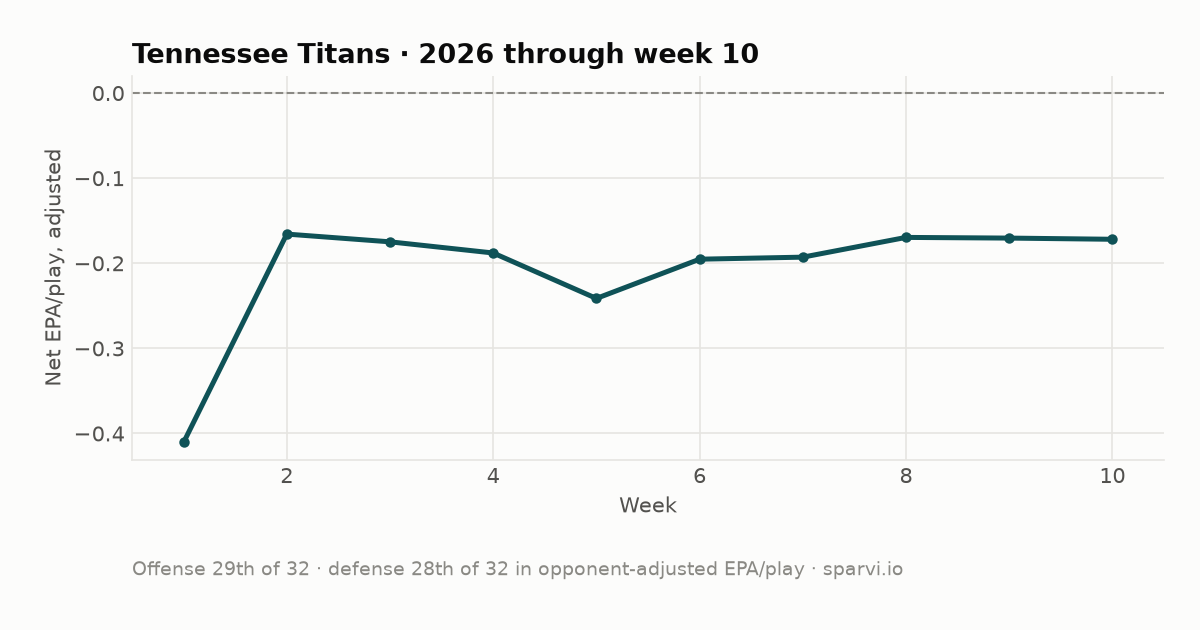 Tennessee Titans · 2026 through week 10
Net EPA/play, adjusted
0.0
−0.1
−0.2
−0.3
−0.4
2 4 6 8 10
Week
Offense 29th of 32 · defense 28th of 32 in opponent-adjusted EPA/play · sparvi.io